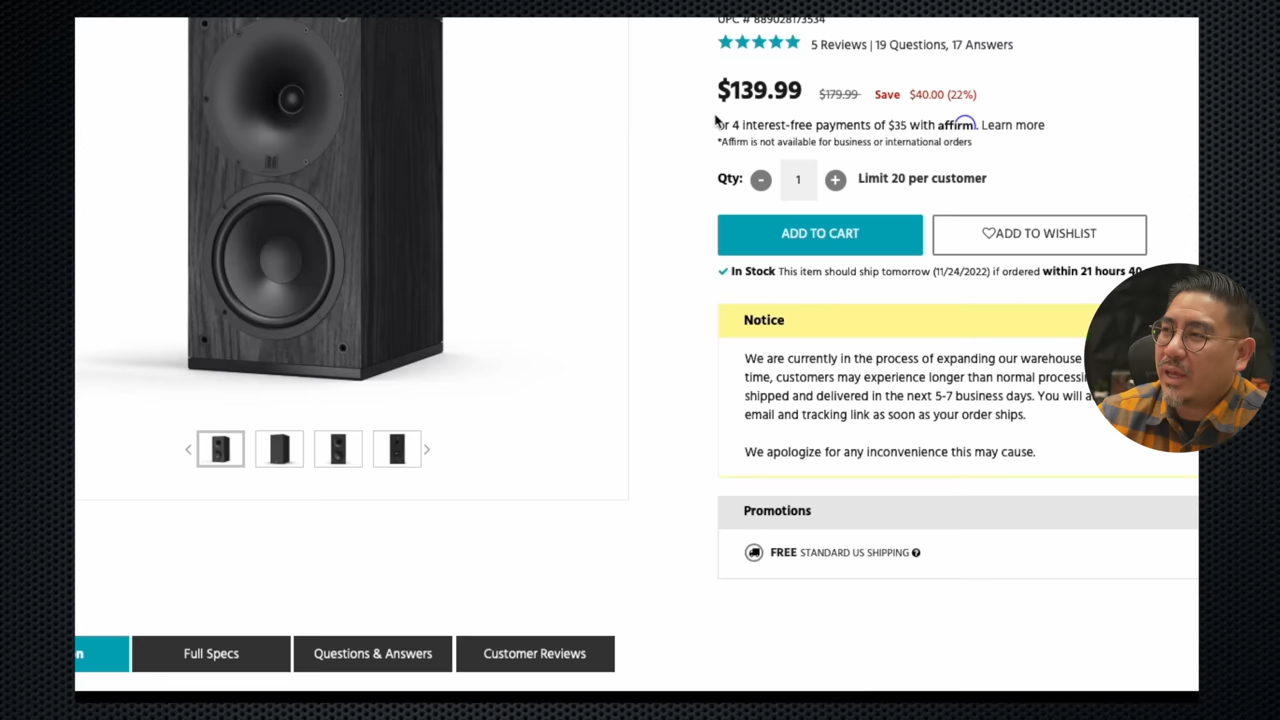 UPC # 889028173534
5 Reviews | 19 Questions, 17 Answers
$139.99 $179.99 Save $40.00 (22%)
or 4 interest-free payments of $35 with affirm. Learn more
*Affirm is not available for business or international orders
Qty: - 1 + Limit 20 per customer
ADD TO CART
ADD TO WISHLIST
In Stock This item should ship tomorrow (11/24/2022) if ordered within 21 hours 40
Notice
We are currently in the process of expanding our warehouse
time, customers may experience longer than normal
shipped and delivered in the next 5-7 business days. You will
email and tracking link as soon as your order ships.
We apologize for any inconvenience this may cause.
Promotions
FREE STANDARD US SHIPPING
Full Specs
Questions & Answers
Customer Reviews